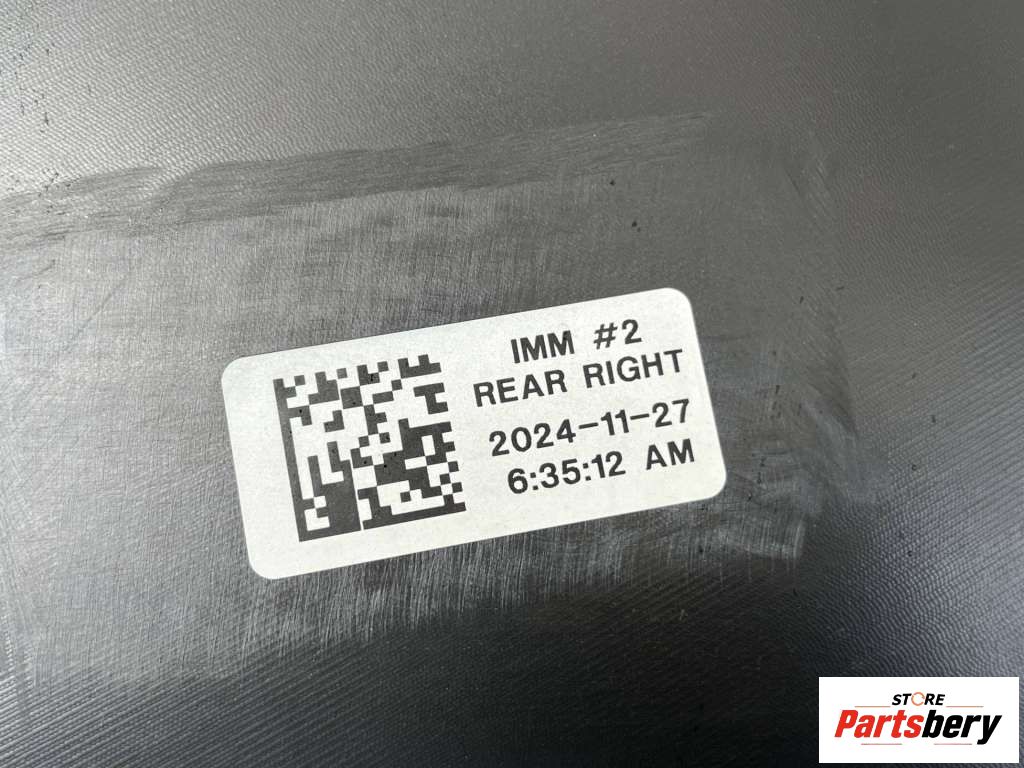 IMM #2
REAR RIGHT
2024-11-27
6:35:12 AM
STORE
Partsbery